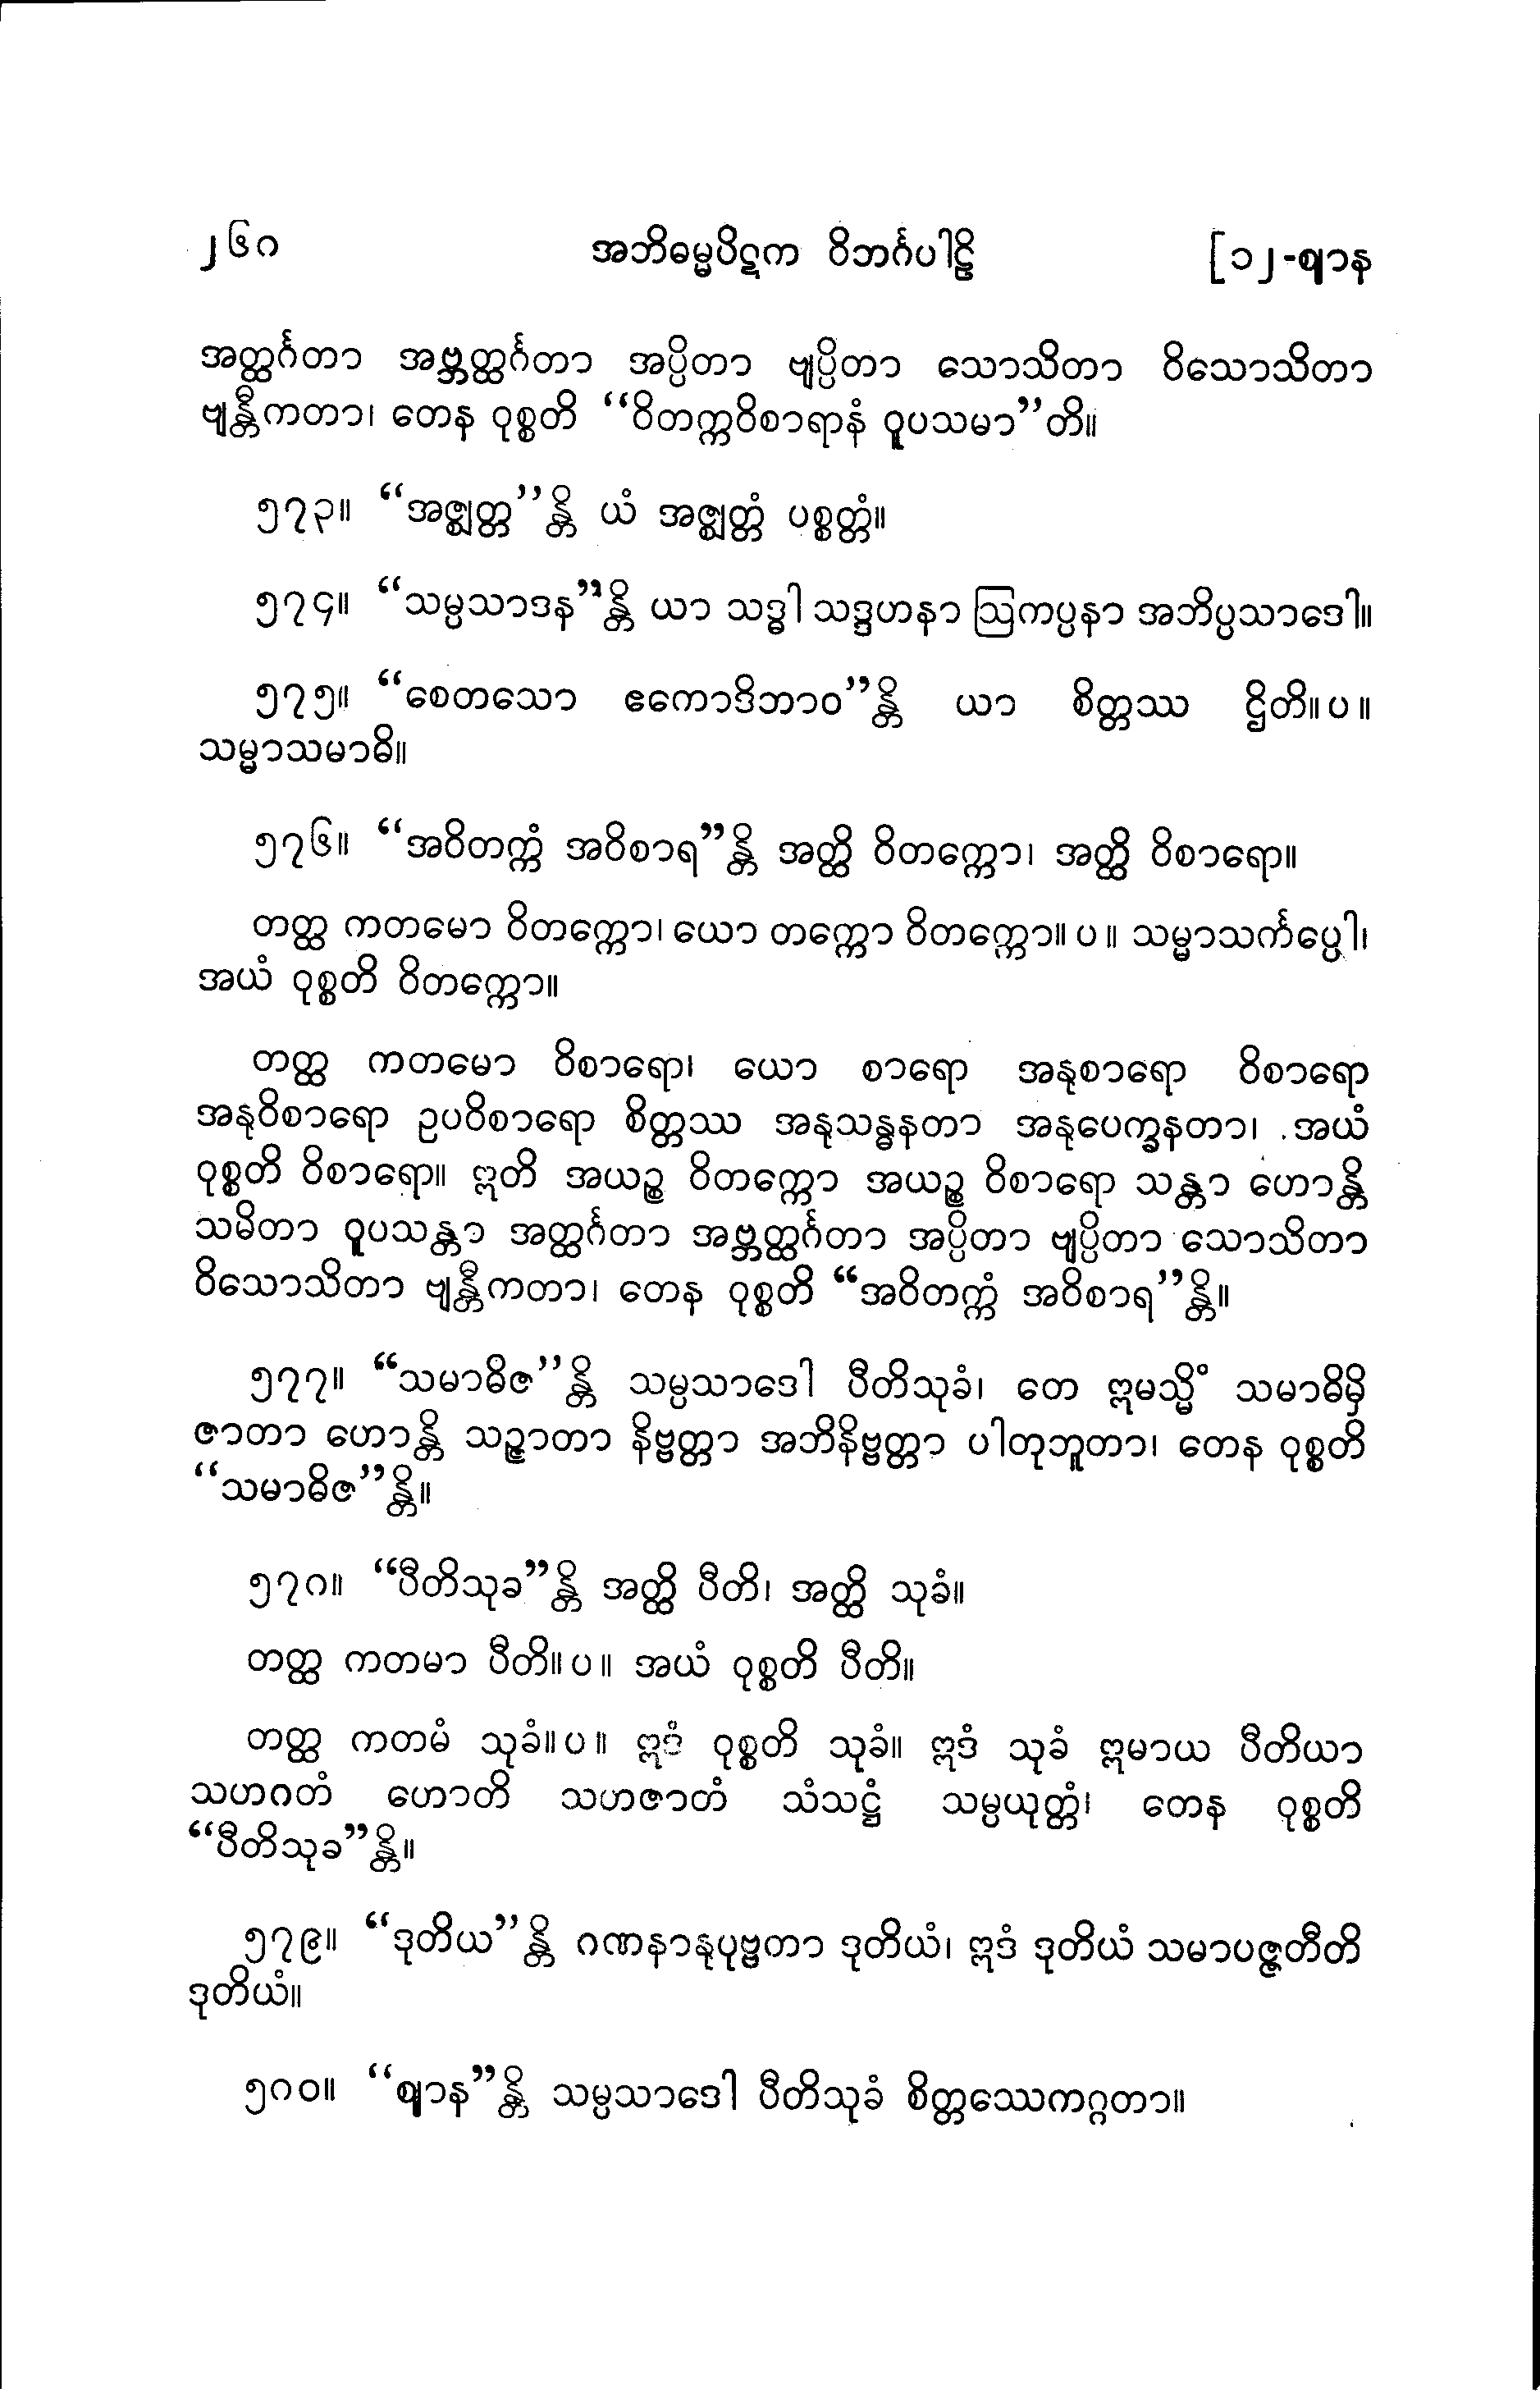 ၂၆၈ အဘိဓမ္မပိဋက ဝိဘင်္ဂပါဠိ [၁၂-ဈာန
အတ္ထင်္ဂတာ အဗ္ဘတ္ထင်္ဂတာ အပ္ပိတာ ဗျပ္ပိတာ သောသိတာ ဝိသောသိတာ
ဗျန္တီကတာ၊ တေန ဝုစ္စတိ “ဝိတက္ကဝိစာရာနံ ဝူပသမာ”တိ။
၅၇၃။ “အဇ္ဈတ္တ”န္တိ ယံ အဇ္ဈတ္တံ ပစ္စတ္တံ။
၅၇၄။ “သမ္ပသာဒန”န္တိ ယာ သဒ္ဓါ သဒ္ဒဟနာ ဩကပ္ပနာ အဘိပ္ပသာဒေါ။
၅၇၅။ “စေတသော ဧကောဒိဘာဝ”န္တိ ယာ စိတ္တဿ ဌိတိ။ပ။
သမ္မာသမာဓိ။
၅၇၆။ “အဝိတက္ကံ အဝိစာရ”န္တိ အတ္ထိ ဝိတက္ကော၊ အတ္ထိ ဝိစာရော။
တတ္ထ ကတမော ဝိတက္ကော၊ ယော တက္ကော ဝိတက္ကော။ပ။ သမ္မာသင်္ကပ္ပေါ၊
အယံ ဝုစ္စတိ ဝိတက္ကော။
တတ္ထ ကတမော ဝိစာရော၊ ယော စာရော အနုစာရော ဝိစာရော
အနုဝိစာရော ဥပဝိစာရော စိတ္တဿ အနုသန္ဓနတာ အနုပေက္ခနတာ၊ အယံ
ဝုစ္စတိ ဝိစာရော။ ဣတိ အယဉ္စ ဝိတက္ကော အယဉ္စ ဝိစာရော သန္တာ ဟောန္တိ
သမိတာ ဝူပသန္တာ အတ္ထင်္ဂတာ အဗ္ဘတ္ထင်္ဂတာ အပ္ပိတာ ဗျပ္ပိတာ သောသိတာ
ဝိသောသိတာ ဗျန္တီကတာ၊ တေန ဝုစ္စတိ “အဝိတက္ကံ အဝိစာရ”န္တိ။
၅၇၇။ “သမာဓိဇ”န္တိ သမ္ပသာဒေါ ပီတိသုခံ၊ တေ ဣမသ္မိံ သမာဓိမှိ
ဇာတာ ဟောန္တိ သဉ္ဇာတာ နိဗ္ဗတ္တာ အဘိနိဗ္ဗတ္တာ ပါတုဘူတာ၊ တေန ဝုစ္စတိ
“သမာဓိဇ”န္တိ။
၅၇၈။ “ပီတိသုခ”န္တိ အတ္ထိ ပီတိ၊ အတ္ထိ သုခံ။
တတ္ထ ကတမာ ပီတိ။ပ။ အယံ ဝုစ္စတိ ပီတိ။
တတ္ထ ကတမံ သုခံ။ပ။ ဣဒံ ဝုစ္စတိ သုခံ။ ဣဒံ သုခံ ဣမာယ ပီတိယာ
သဟဂတံ ဟောတိ သဟဇာတံ သံသဋ္ဌံ သမ္ပယုတ္တံ၊ တေန ဝုစ္စတိ
“ပီတိသုခ”န္တိ။
၅၇၉။ “ဒုတိယ”န္တိ ဂဏနာနုပုဗ္ဗတာ ဒုတိယံ၊ ဣဒံ ဒုတိယံ သမာပဇ္ဇတီတိ
ဒုတိယံ။
၅၈၀။ “ဈာန”န္တိ သမ္ပသာဒေါ ပီတိသုခံ စိတ္တဿေကဂ္ဂတာ။